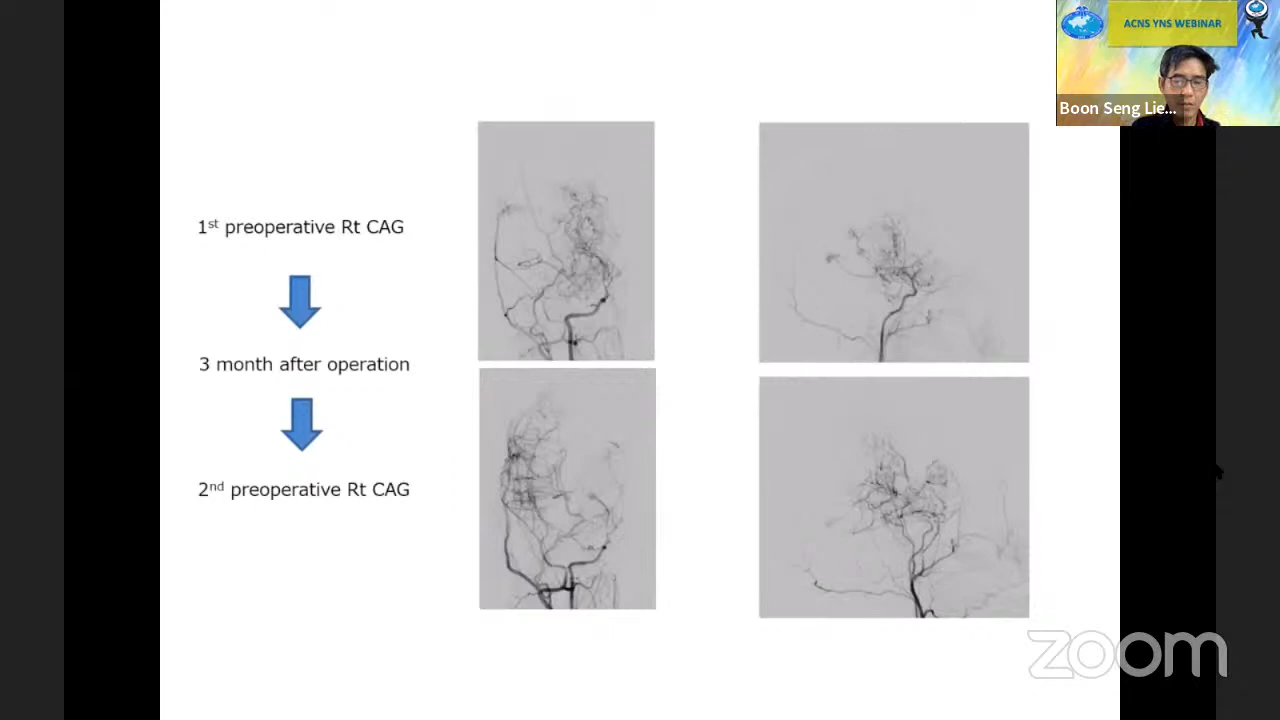 ACNS YNS WEBINAR
Boon Seng Lie...
1st preoperative Rt CAG
3 month after operation
2nd preoperative Rt CAG
zoom